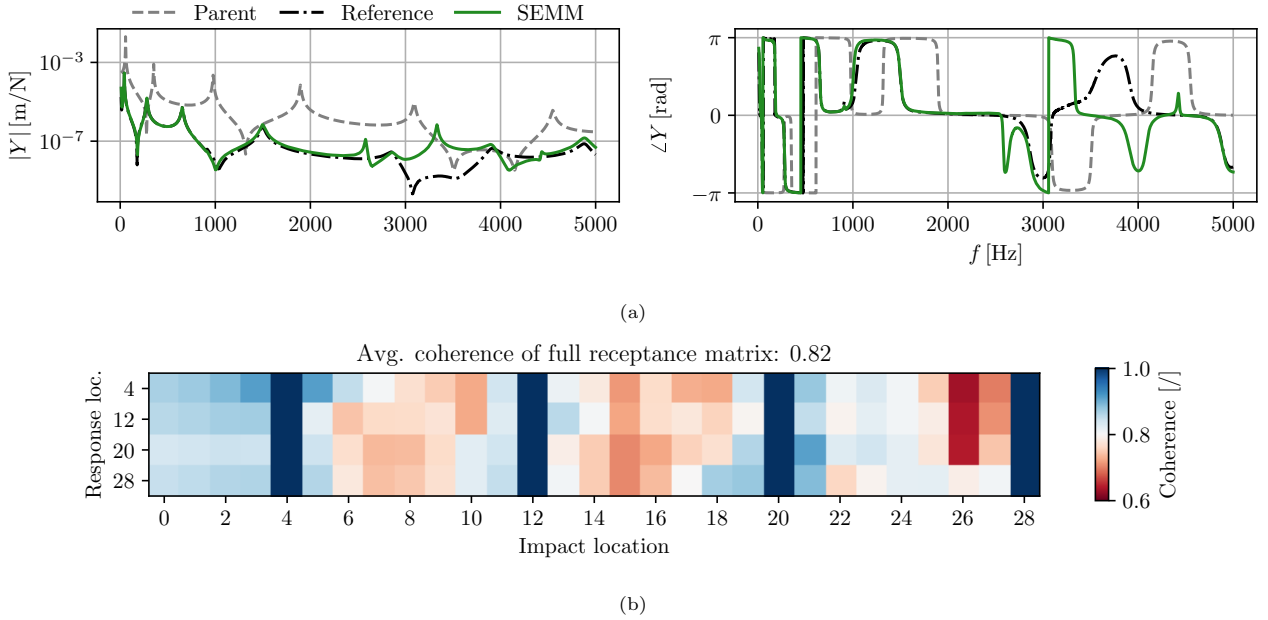 Parent Reference SEMM
|Y| [m/N]
10⁻³
10⁻⁷
0 1000 2000 3000 4000 5000
∠Y [rad]
π
0
−π
0 1000 2000 3000 4000 5000
f [Hz]
(a)
Avg. coherence of full receptance matrix: 0.82
Response loc.
4
12
20
28
0 2 4 6 8 10 12 14 16 18 20 22 24 26 28
Impact location
1.0
0.8
0.6
Coherence [/]
(b)